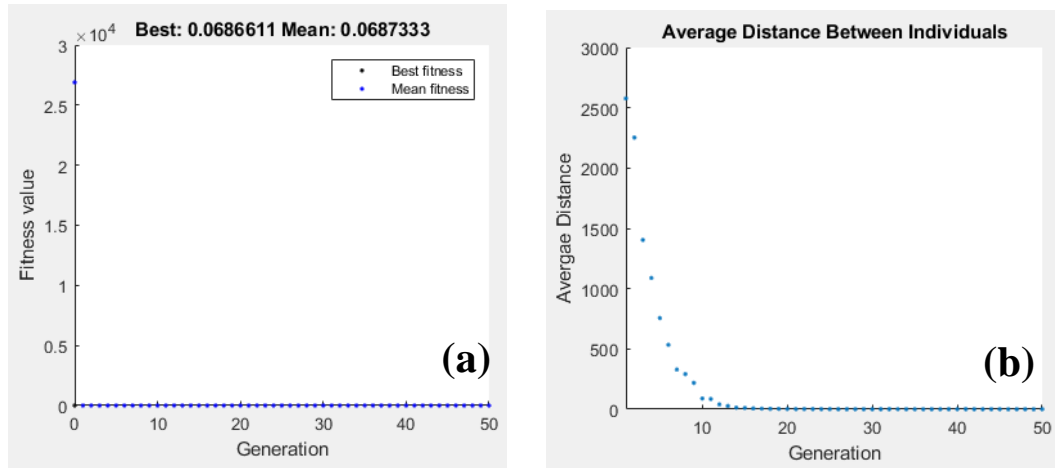 Best: 0.0686611 Mean: 0.0687333
×10⁴
3
2.5
2
1.5
1
0.5
0
Fitness value
Best fitness
Mean fitness
(a)
0 10 20 30 40 50
Generation
Average Distance Between Individuals
3000
2500
2000
1500
1000
500
0
Avergae Distance
(b)
10 20 30 40 50
Generation